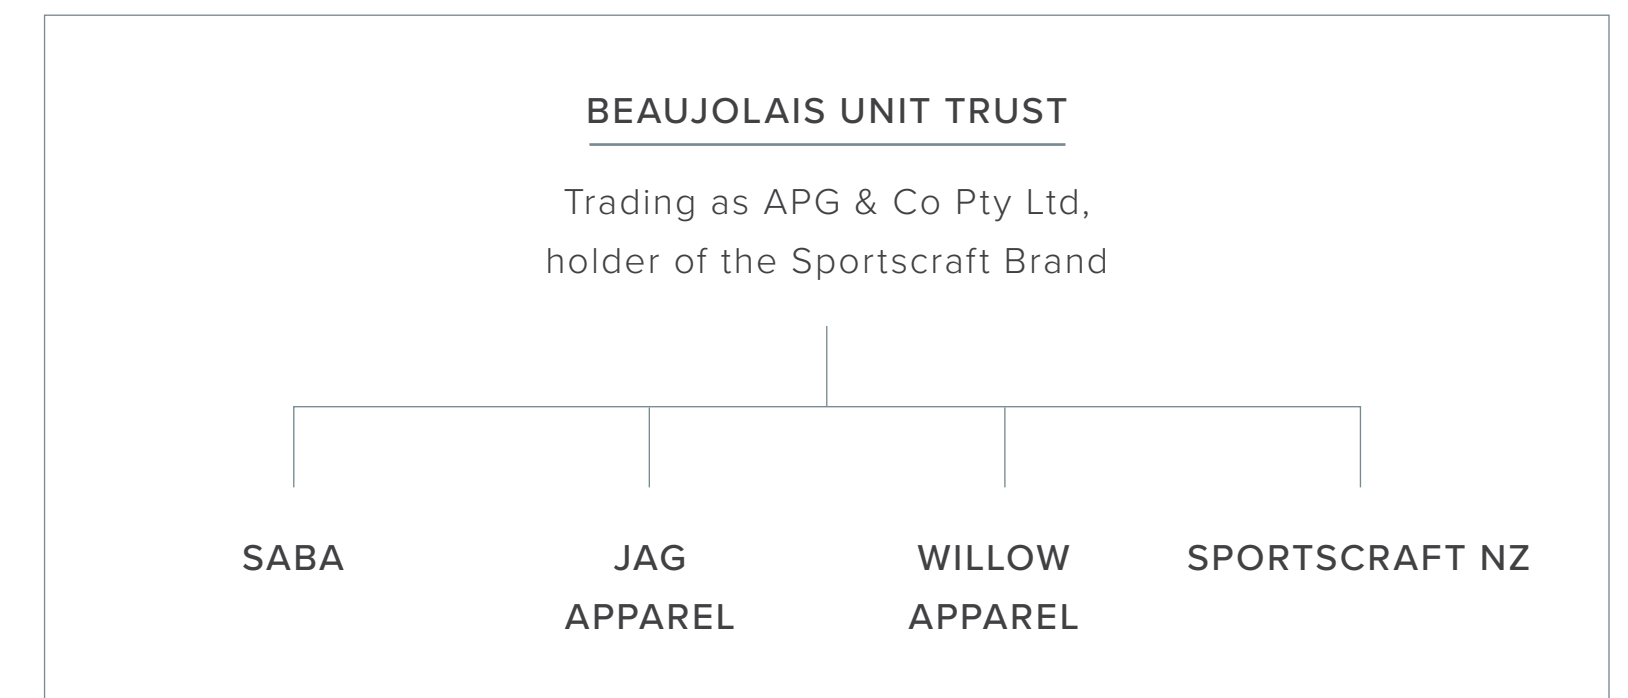 BEAUJOLAIS UNIT TRUST
Trading as APG & Co Pty Ltd,
holder of the Sportscraft Brand
SABA
JAG
APPAREL
WILLOW
APPAREL
SPORTSCRAFT NZ